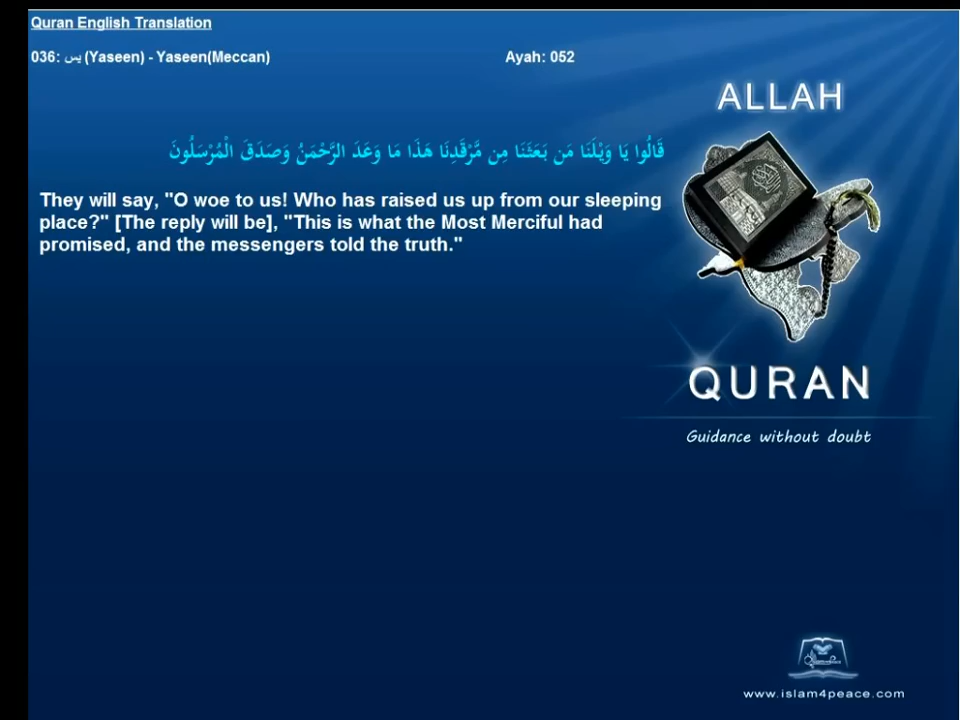 Quran English Translation
036: يس (Yaseen) - Yaseen(Meccan) Ayah: 052
ALLAH
قَالُوا يَا وَيْلَنَا مَن بَعَثَنَا مِن مَّرْقَدِنَا هَذَا مَا وَعَدَ الرَّحْمَنُ وَصَدَقَ الْمُرْسَلُونَ
They will say, "O woe to us! Who has raised us up from our sleeping
place?" [The reply will be], "This is what the Most Merciful had
promised, and the messengers told the truth."
QURAN
Guidance without doubt
www.islam4peace.com